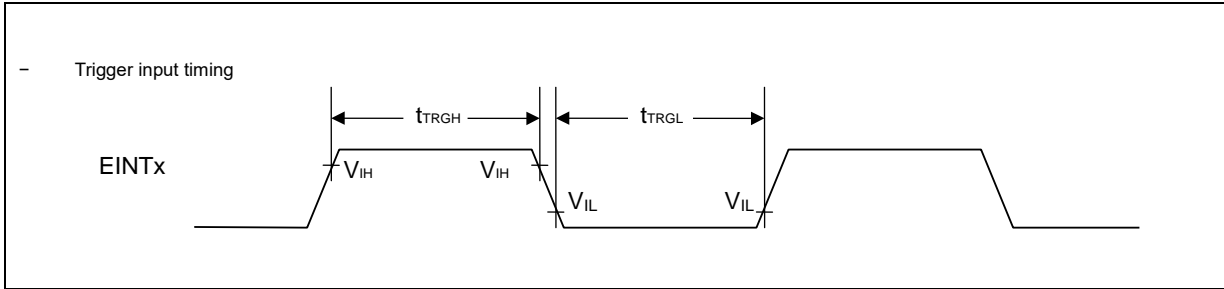 – Trigger input timing
tTRGH tTRGL
EINTx VIH VIH
VIL VIL